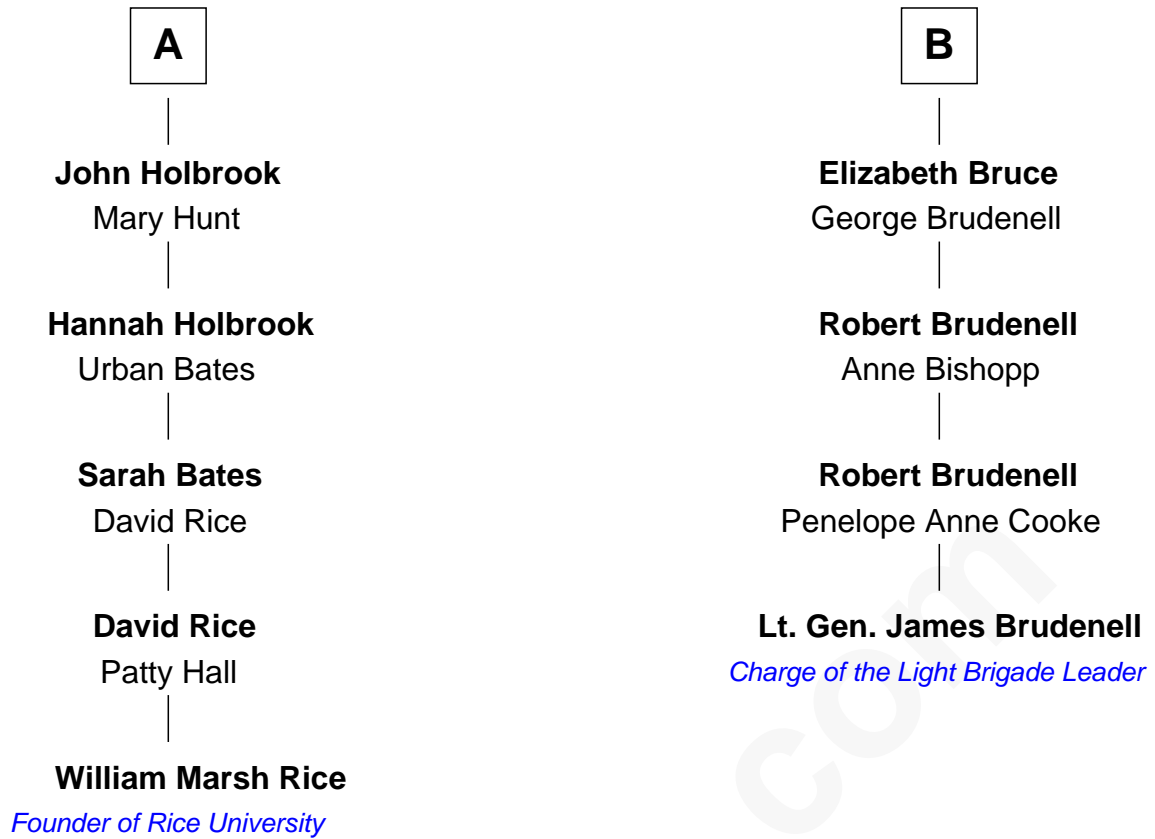 A
John Holbrook
Mary Hunt
Hannah Holbrook
Urban Bates
Sarah Bates
David Rice
David Rice
Patty Hall
William Marsh Rice
Founder of Rice University
B
Elizabeth Bruce
George Brudenell
Robert Brudenell
Anne Bishopp
Robert Brudenell
Penelope Anne Cooke
Lt. Gen. James Brudenell
Charge of the Light Brigade Leader
com